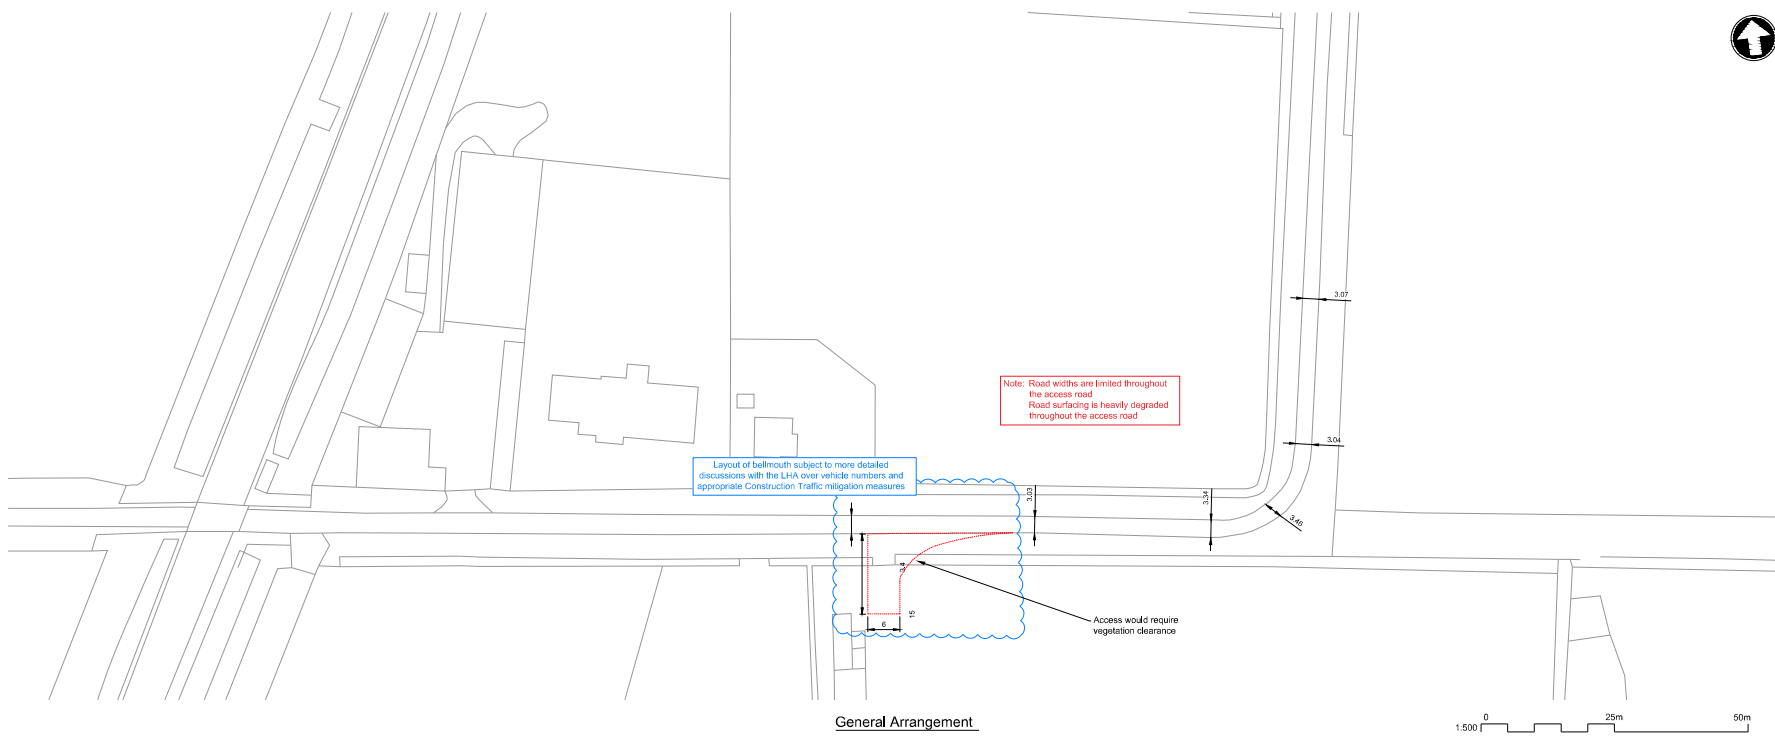 3.07
Note: Road widths are limited throughout
the access road
Road surfacing is heavily degraded
throughout the access road
3.04
Layout of bellmouth subject to more detailed
discussions with the LHA over vehicle numbers and
appropriate Construction Traffic mitigation measures
3.03
3.34
3.46
3.4
15
6
Access would require
vegetation clearance
General Arrangement
1:500
0
25m
50m